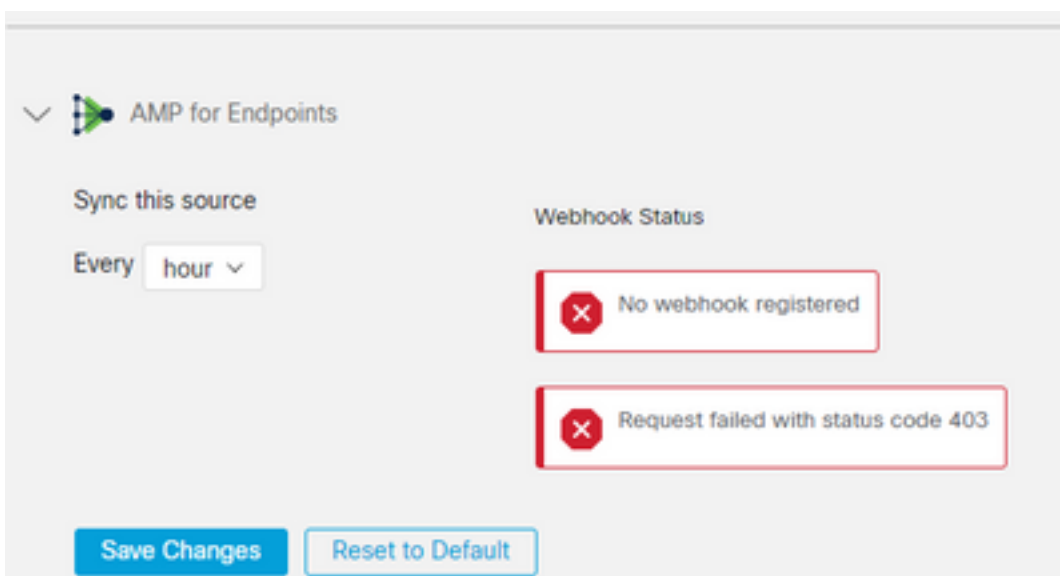 AMP for Endpoints
Sync this source
Webhook Status
Every hour
No webhook registered
Request failed with status code 403
Save Changes
Reset to Default